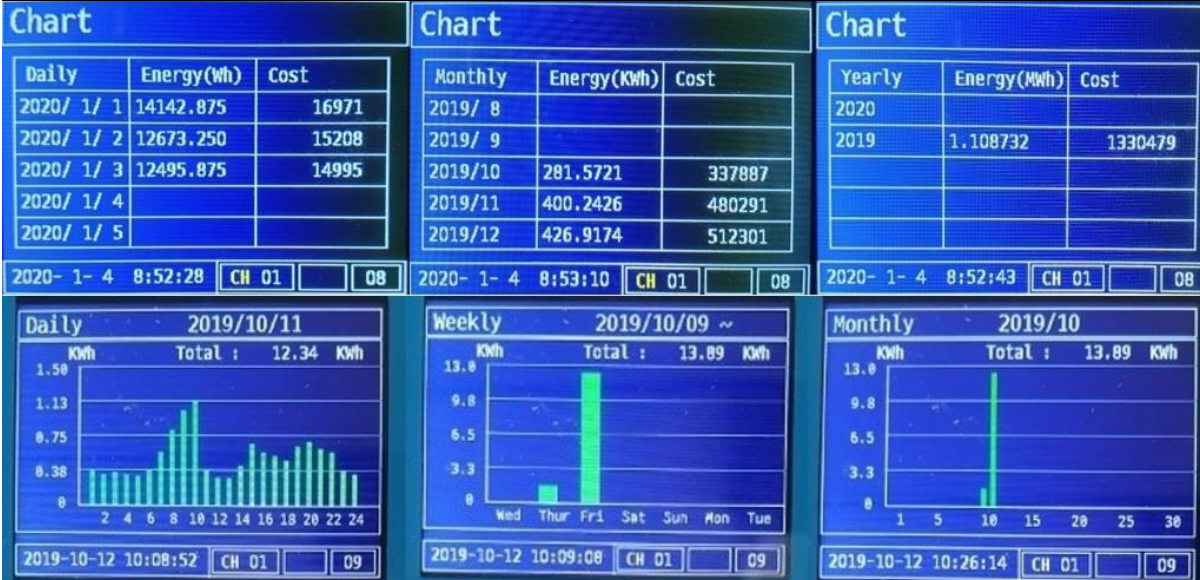 Chart
Daily Energy(Wh) Cost
2020/ 1/ 1 14142.875 16971
2020/ 1/ 2 12673.250 15208
2020/ 1/ 3 12495.875 14995
2020/ 1/ 4
2020/ 1/ 5
2020- 1- 4 8:52:28 CH 01 08
Chart
Monthly Energy(KWh) Cost
2019/ 8
2019/ 9
2019/10 281.5721 337887
2019/11 400.2426 480291
2019/12 426.9174 512301
2020- 1- 4 8:53:10 CH 01 08
Chart
Yearly Energy(MWh) Cost
2020
2019 1.108732 1330479
2020- 1- 4 8:52:43 CH 01 08
Daily 2019/10/11
KWh Total : 12.34 KWh
1.50
1.13
0.75
0.38
0
2 4 6 8 10 12 14 16 18 20 22 24
2019-10-12 10:08:52 CH 01 09
Weekly 2019/10/09 ~
KWh Total : 13.89 KWh
13.0
9.8
6.5
3.3
0
Wed Thur Fri Sat Sun Mon Tue
2019-10-12 10:09:08 CH 01 09
Monthly 2019/10
KWh Total : 13.89 KWh
13.0
9.8
6.5
3.3
0
1 5 10 15 20 25 30
2019-10-12 10:26:14 CH 01 09